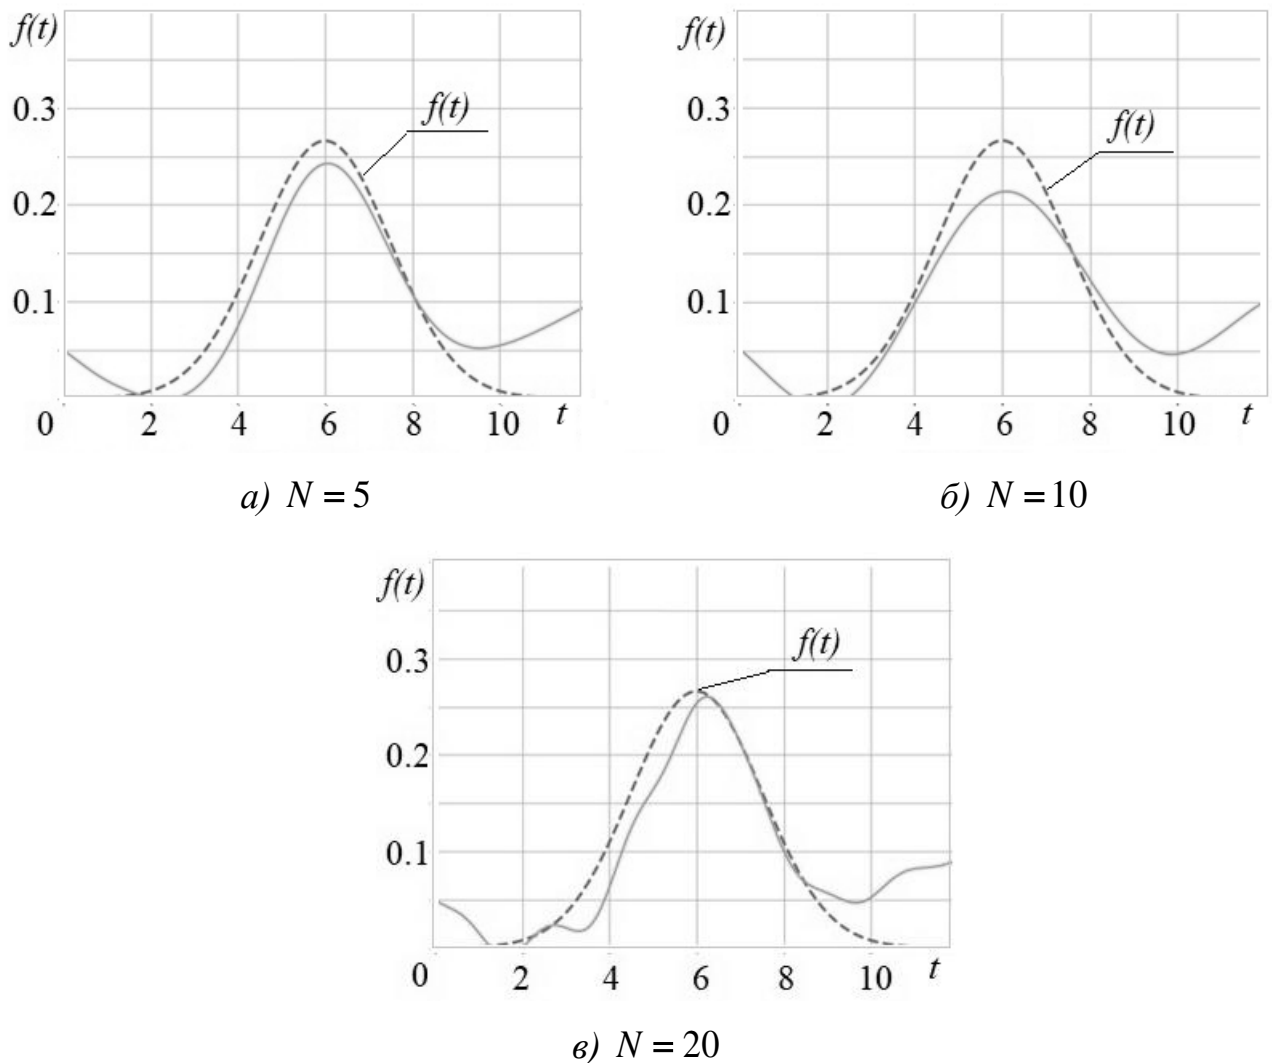 f(t)
f(t)
0.3
0.2
0.1
0 2 4 6 8 10 t
а) N = 5
f(t)
f(t)
0.3
0.2
0.1
0 2 4 6 8 10 t
б) N = 10
f(t)
f(t)
0.3
0.2
0.1
0 2 4 6 8 10 t
в) N = 20